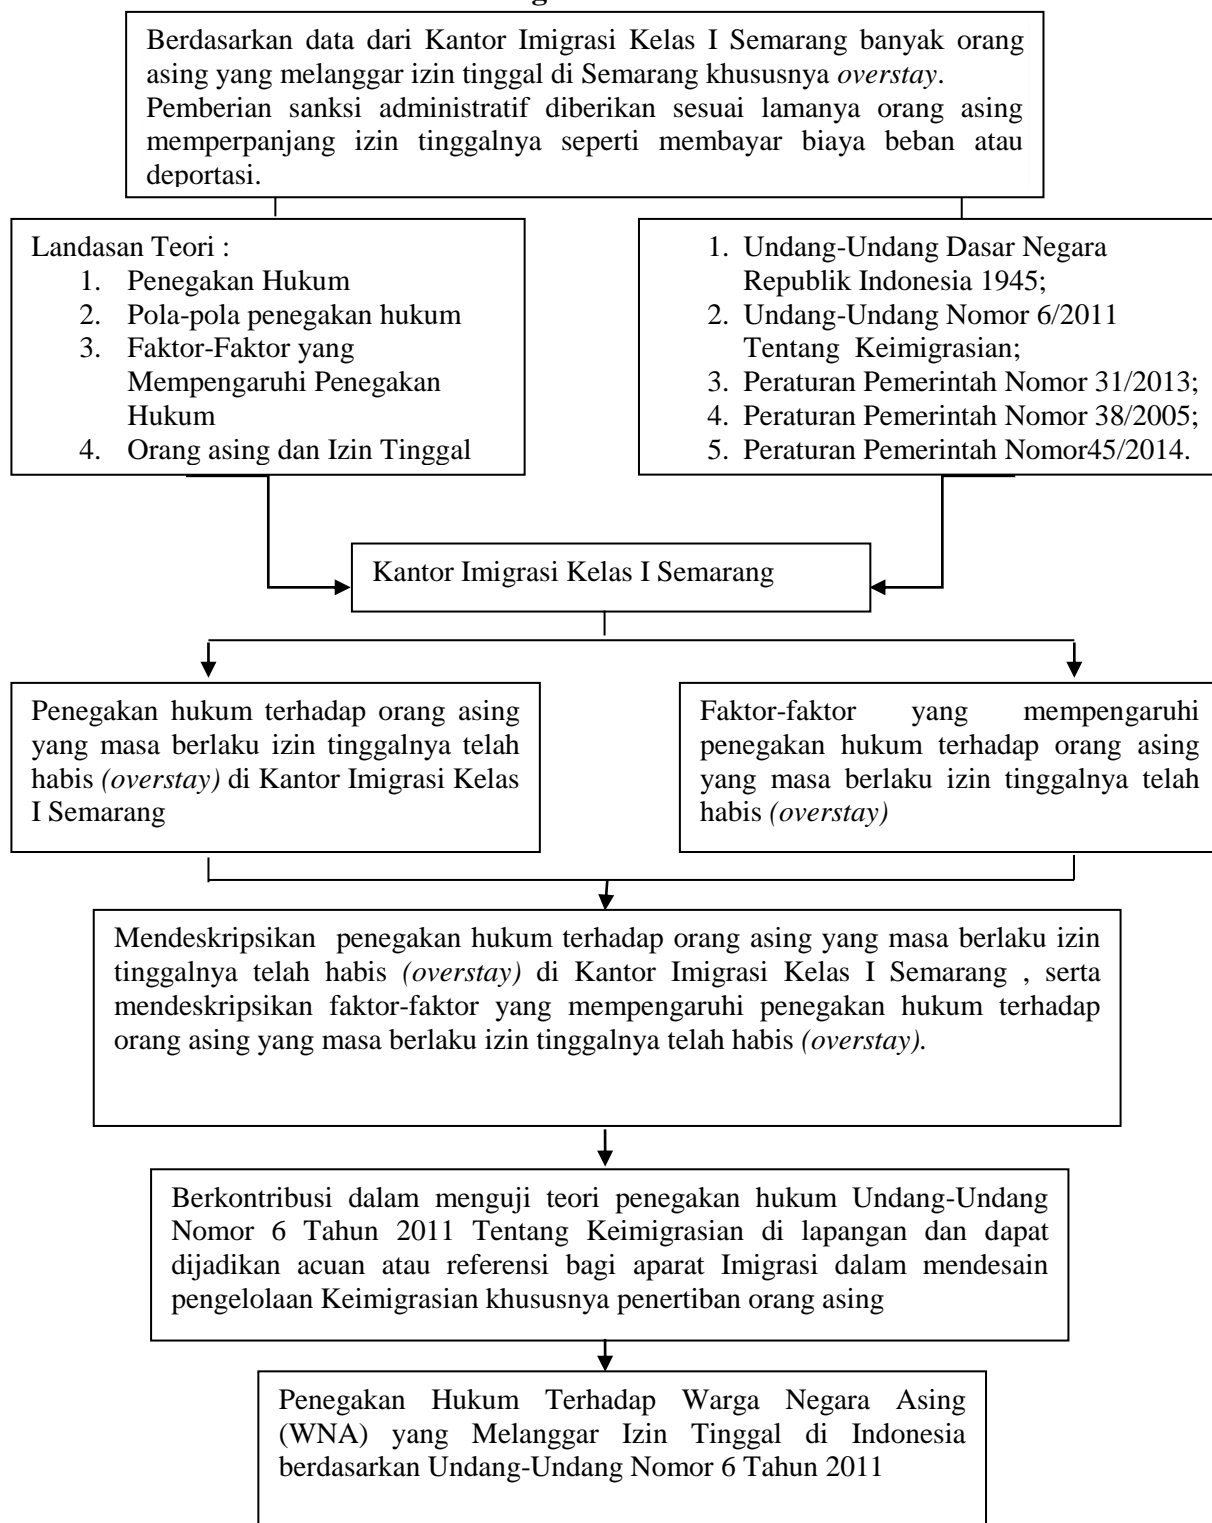 Berdasarkan data dari Kantor Imigrasi Kelas I Semarang banyak orang
asing yang melanggar izin tinggal di Semarang khususnya overstay.
Pemberian sanksi administratif diberikan sesuai lamanya orang asing
memperpanjang izin tinggalnya seperti membayar biaya beban atau
deportasi.
Landasan Teori :
1. Penegakan Hukum
2. Pola-pola penegakan hukum
3. Faktor-Faktor yang
Mempengaruhi Penegakan
Hukum
4. Orang asing dan Izin Tinggal
1. Undang-Undang Dasar Negara
Republik Indonesia 1945;
2. Undang-Undang Nomor 6/2011
Tentang Keimigrasian;
3. Peraturan Pemerintah Nomor 31/2013;
4. Peraturan Pemerintah Nomor 38/2005;
5. Peraturan Pemerintah Nomor45/2014.
Kantor Imigrasi Kelas I Semarang
Penegakan hukum terhadap orang asing
yang masa berlaku izin tinggalnya telah
habis (overstay) di Kantor Imigrasi Kelas
I Semarang
Faktor-faktor yang mempengaruhi
penegakan hukum terhadap orang asing
yang masa berlaku izin tinggalnya telah
habis (overstay)
Mendeskripsikan penegakan hukum terhadap orang asing yang masa berlaku izin
tinggalnya telah habis (overstay) di Kantor Imigrasi Kelas I Semarang , serta
mendeskripsikan faktor-faktor yang mempengaruhi penegakan hukum terhadap
orang asing yang masa berlaku izin tinggalnya telah habis (overstay).
Berkontribusi dalam menguji teori penegakan hukum Undang-Undang
Nomor 6 Tahun 2011 Tentang Keimigrasian di lapangan dan dapat
dijadikan acuan atau referensi bagi aparat Imigrasi dalam mendesain
pengelolaan Keimigrasian khususnya penertiban orang asing
Penegakan Hukum Terhadap Warga Negara Asing
(WNA) yang Melanggar Izin Tinggal di Indonesia
berdasarkan Undang-Undang Nomor 6 Tahun 2011